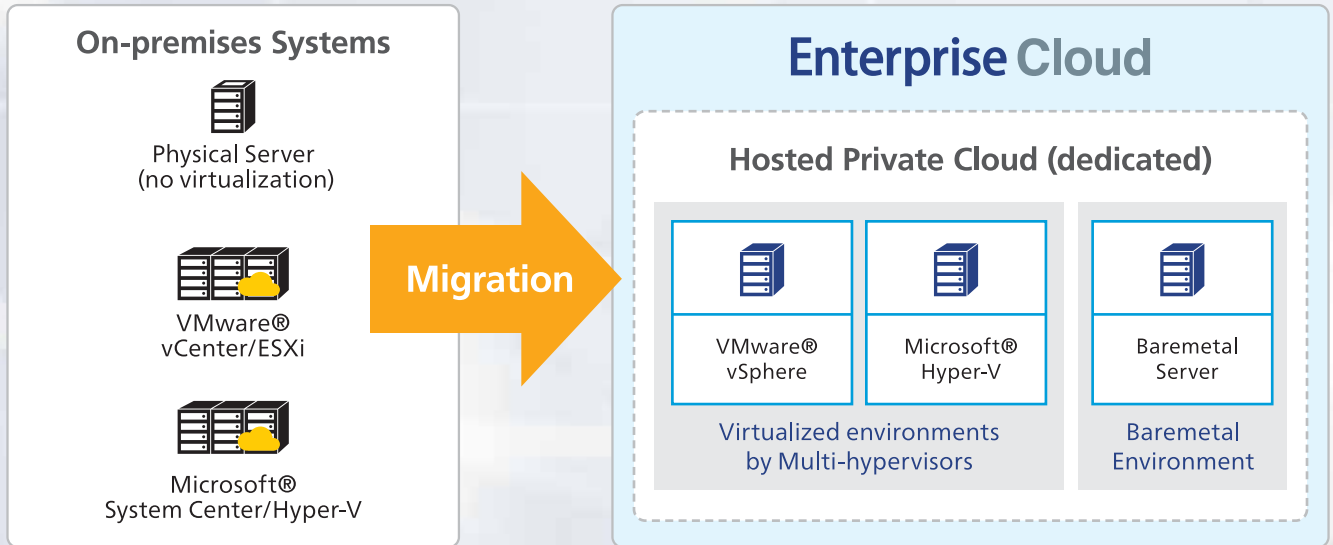 On-premises Systems
Physical Server
(no virtualization)
VMware®
vCenter/ESXi
Microsoft®
System Center/Hyper-V
Migration
Enterprise Cloud
Hosted Private Cloud (dedicated)
VMware®
vSphere
Microsoft®
Hyper-V
Baremetal
Server
Virtualized environments
by Multi-hypervisors
Baremetal
Environment